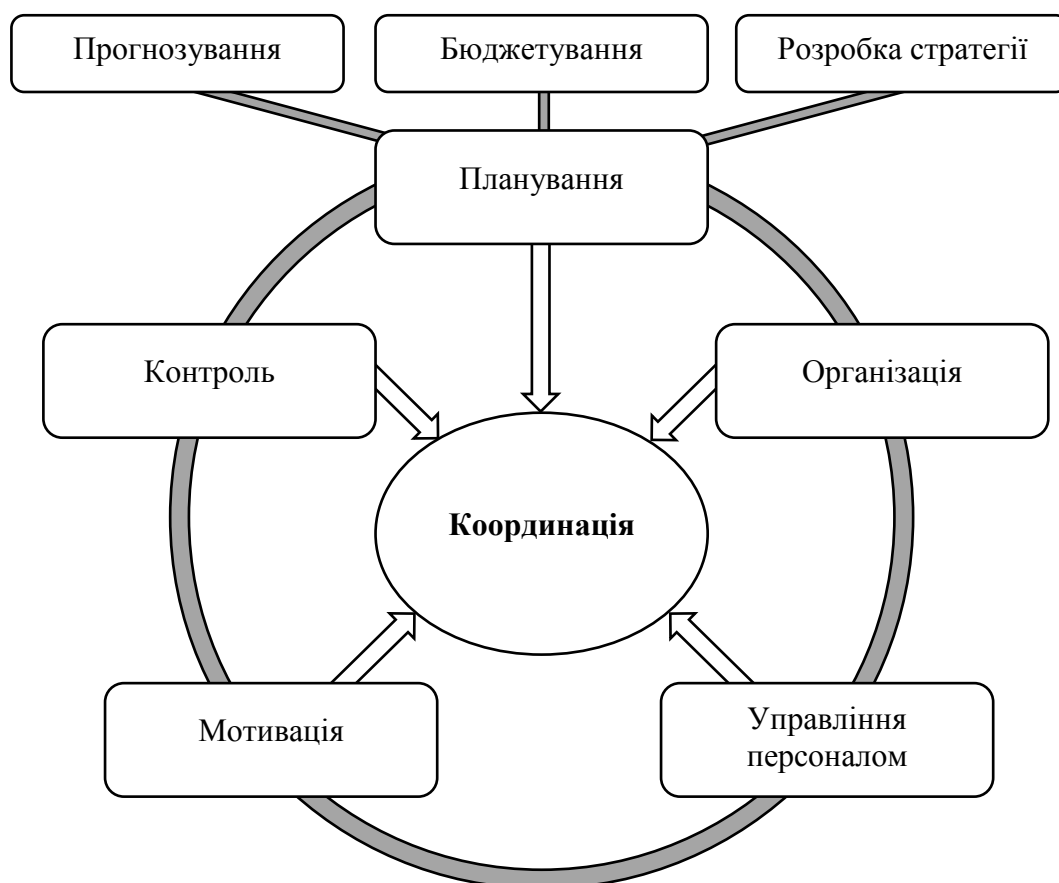 Прогнозування
Бюджетування
Розробка стратегії
Планування
Контроль
Організація
Координація
Мотивація
Управління
персоналом